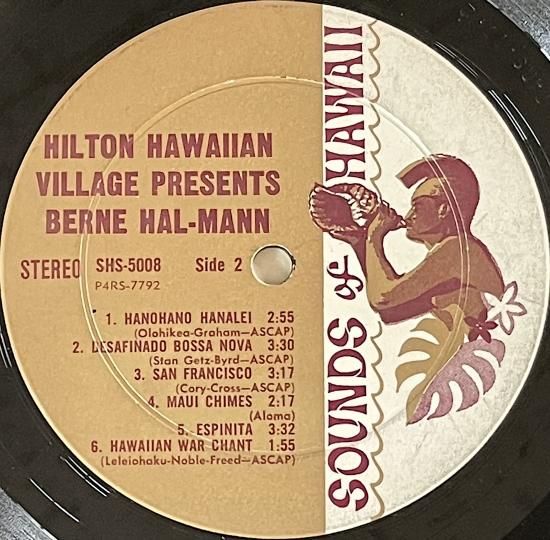 HILTON HAWAIIAN
VILLAGE PRESENTS
BERNE HAL-MANN
STEREO SHS-5008 Side 2
P4RS-7792
1. HANOHANO HANALEI 2:55
(Olohikea-Graham—ASCAP)
2. DESAFINADO BOSSA NOVA 3:30
(Stan Getz-Byrd—ASCAP)
3. SAN FRANCISCO 3:17
(Cory-Cross—ASCAP)
4. MAUI CHIMES 2:17
(Alama)
5. ESPINITA 3:32
6. HAWAIIAN WAR CHANT 1:55
(Leleiohaku-Noble-Freed—ASCAP)
SOUNDS of HAWAII